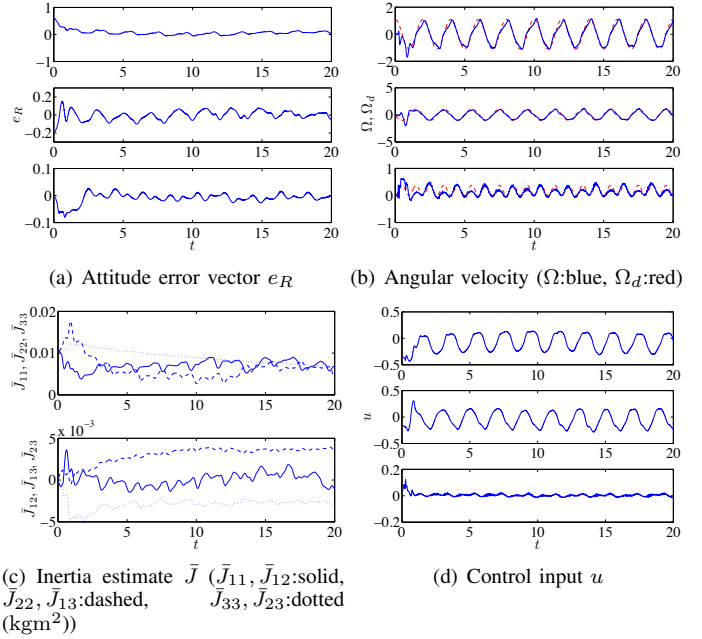 1
0
−1
0 5 10 15 20
e_R
0.2
0
−0.2
0 5 10 15 20
0.1
0
−0.1
0 5 10 15 20
t
(a) Attitude error vector e_R
2
1
0
−1
−2
0 5 10 15 20
Ω, Ω_d
5
0
−5
0 5 10 15 20
1
0
−1
0 5 10 15 20
t
(b) Angular velocity (Ω:blue, Ω_d:red)
J̄_11, J̄_22, J̄_33
0.02
0.01
0
0 5 10 15 20
J̄_12, J̄_13, J̄_23
5 x 10^−3
0
−5
0 5 10 15 20
t
(c) Inertia estimate J̄ (J̄_11, J̄_12:solid,
J̄_22, J̄_13:dashed, J̄_33, J̄_23:dotted
(kgm²))
0.5
0
−0.5
0 5 10 15 20
u
0.5
0
−0.5
0 5 10 15 20
0.2
0
−0.2
0 5 10 15 20
t
(d) Control input u